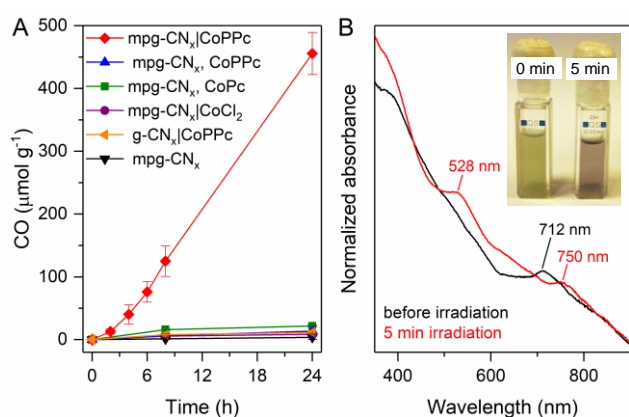 A
CO (μmol g⁻¹)
500
400
300
200
100
0
mpg-CNₓ|CoPPc
mpg-CNₓ, CoPPc
mpg-CNₓ, CoPc
mpg-CNₓ|CoCl₂
g-CNₓ|CoPPc
mpg-CNₓ
0 6 12 18 24
Time (h)
B
Normalized absorbance
0 min 5 min
528 nm
712 nm
750 nm
before irradiation
5 min irradiation
400 600 800
Wavelength (nm)